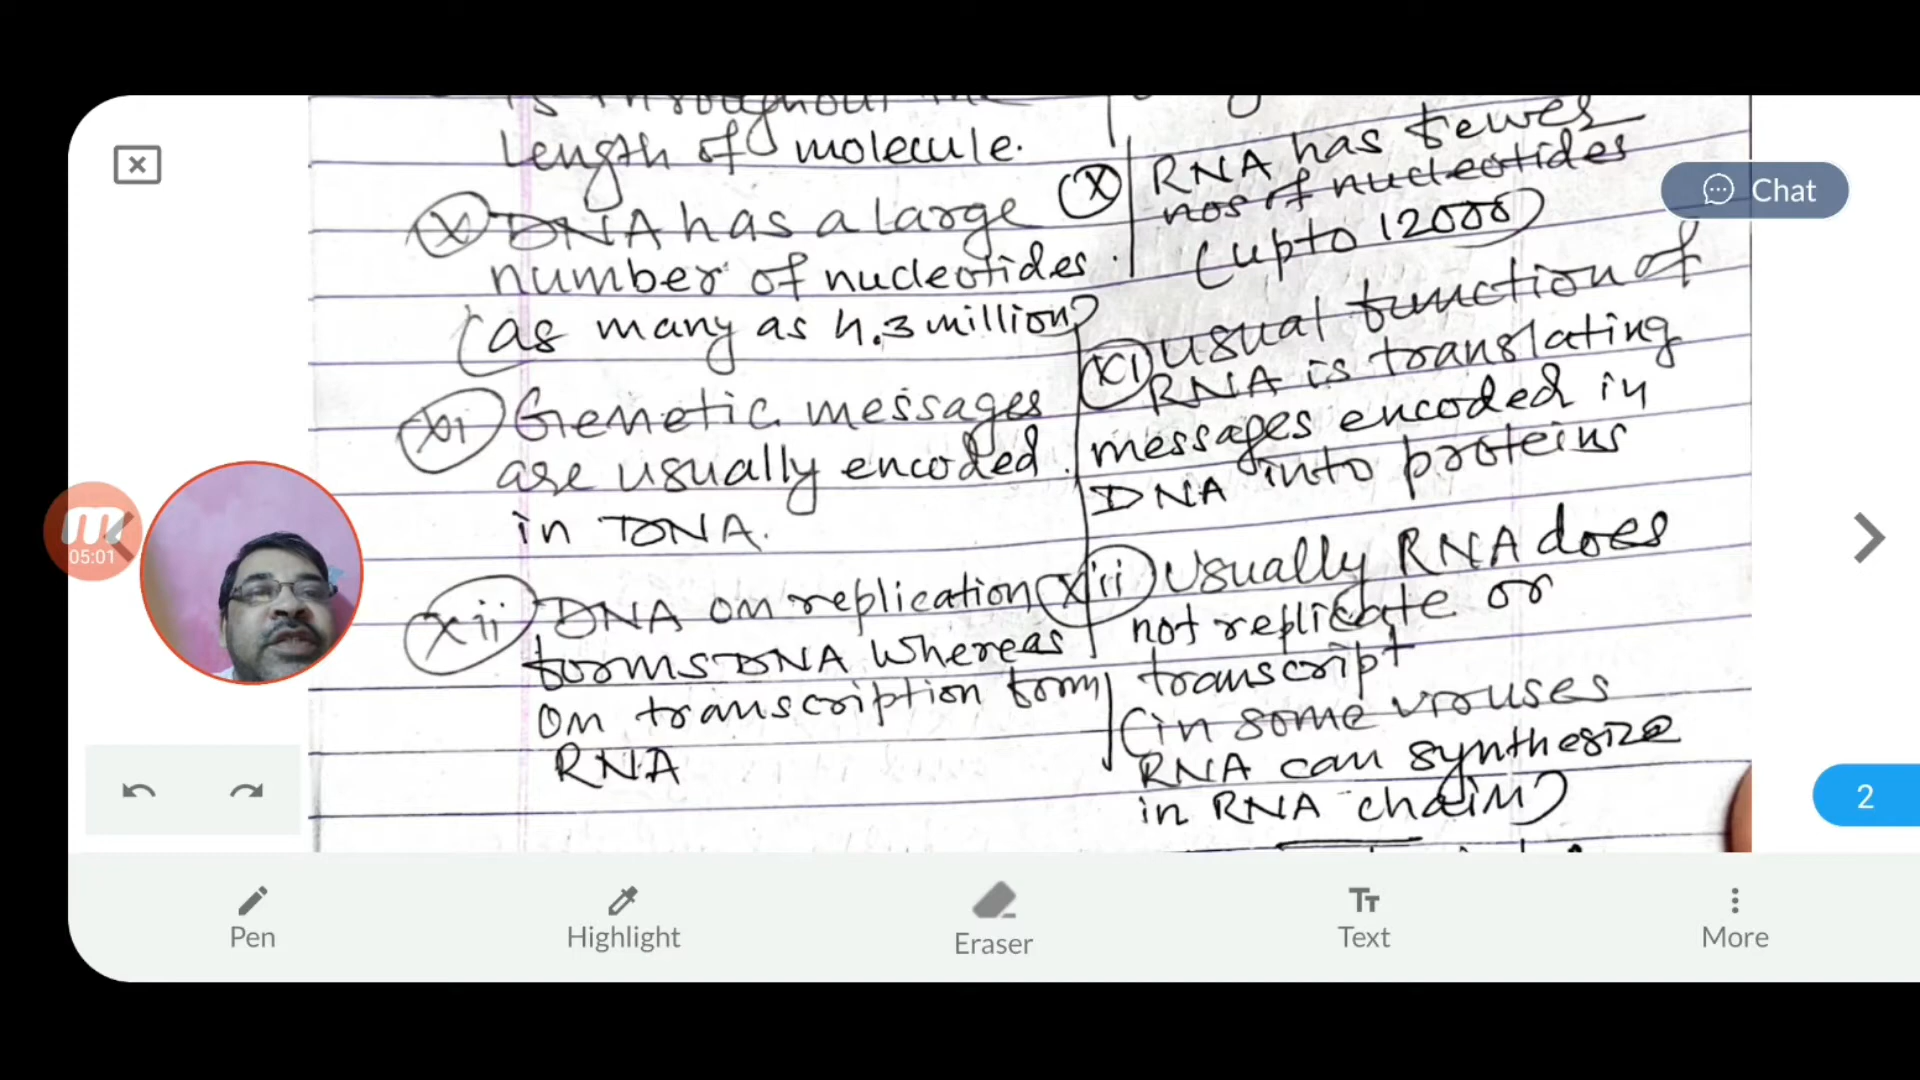 is throughout the
length of molecule.
(x) DNA has a large
number of nucleotides
(as many as 4.3 million)
(xi) Genetic messages
are usually encoded
in DNA.
(xii) DNA on replication
forms DNA whereas
on transcription form
RNA
(x) RNA has fewer
nos of nucleotides
(upto 12000)
(xi) usual function of
RNA is translating
messages encoded in
DNA into proteins
(xii) Usually RNA does
not replicate or
transcript
(in some viruses
RNA can synthesize
in RNA chain)
Chat
05:01
2
Pen
Highlight
Eraser
Tт Text
More